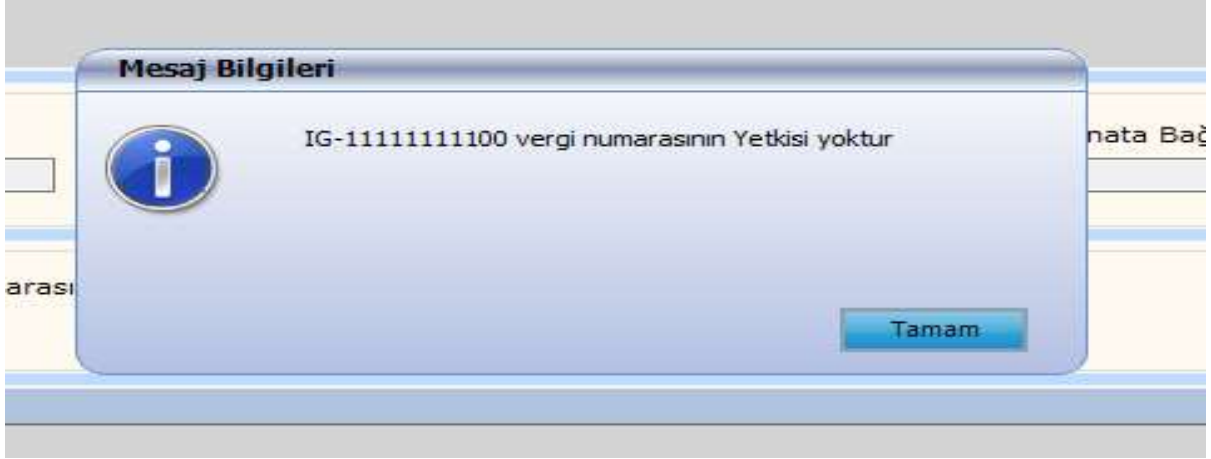 Mesaj Bilgileri
IG-11111111100 vergi numarasının Yetkisi yoktur
nata Bağ
arası
Tamam